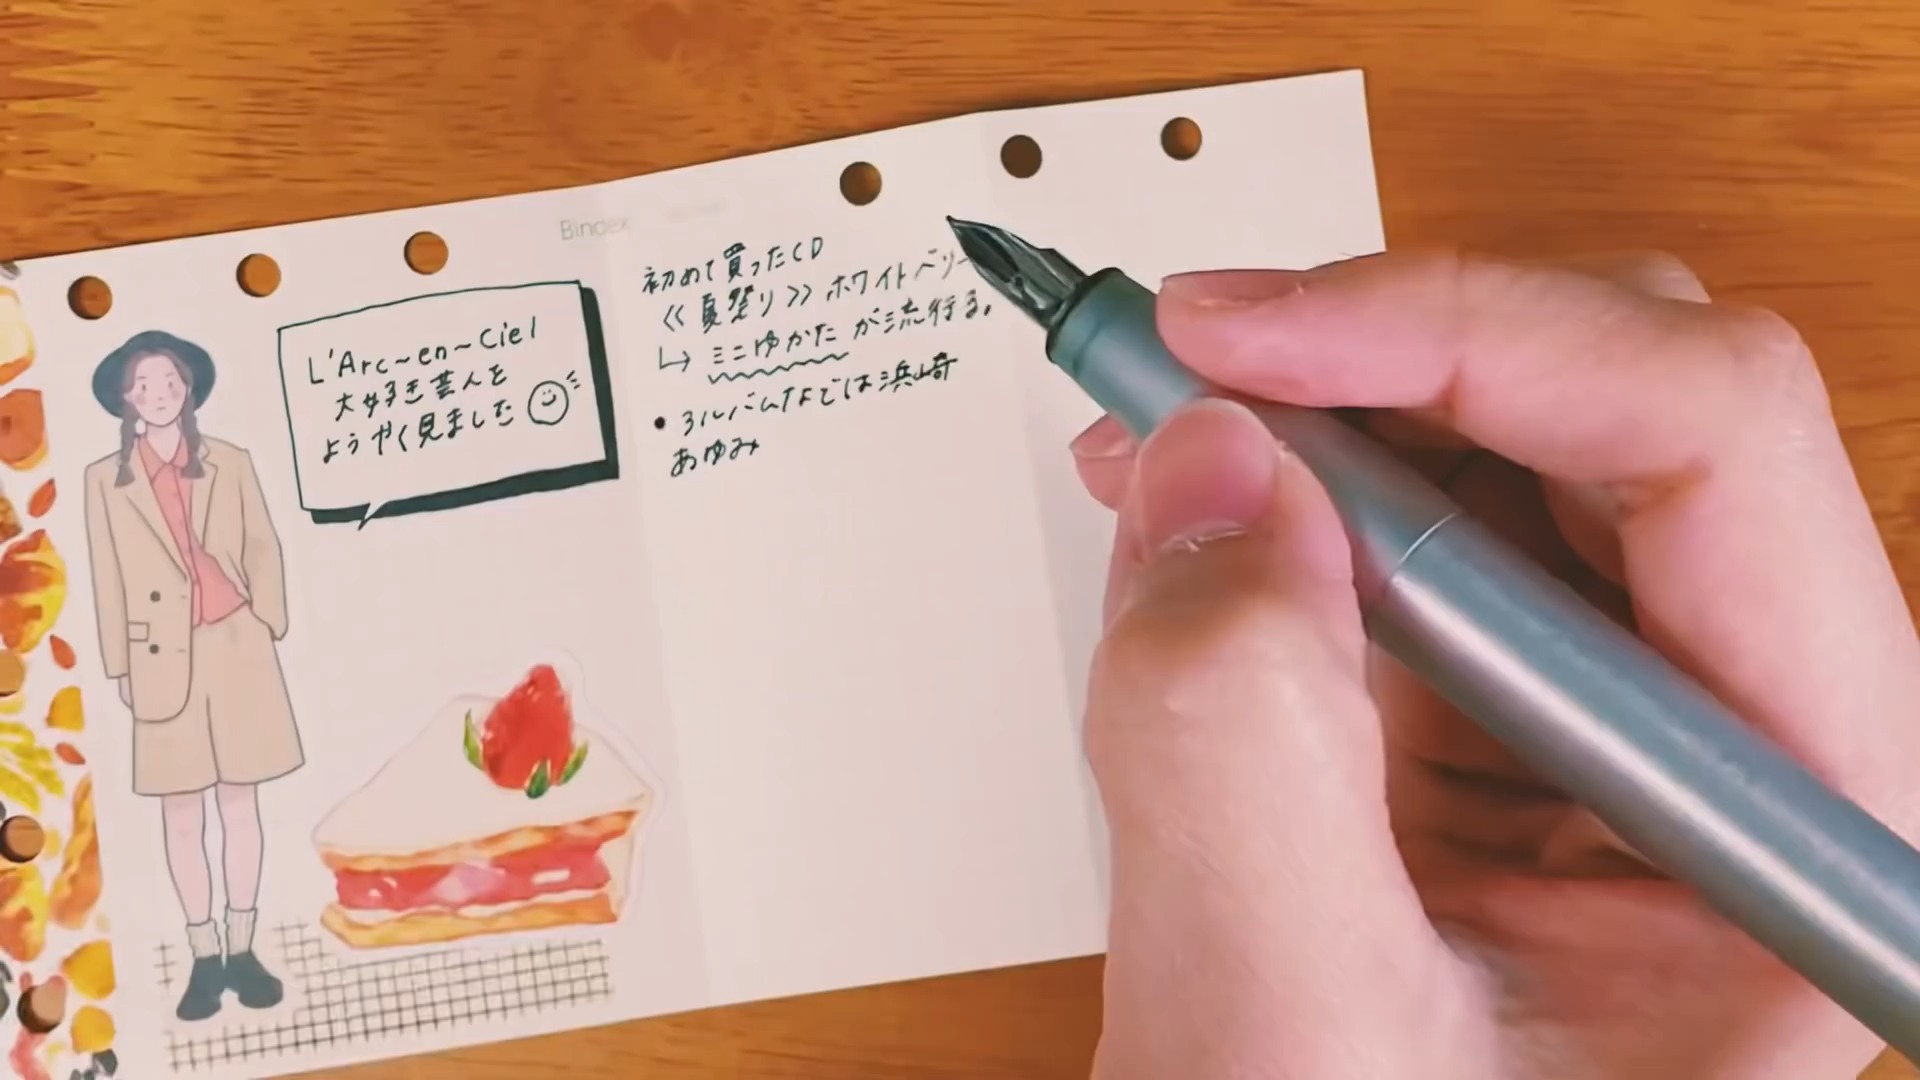 Bindex
L'Arc~en~Ciel
大好き芸人を
ようやく見ました
初めて買ったCD
《夏祭り》ホワイトベリー
↳ ミニゆかたが流行る。
• アルバムなどでは浜崎
あゆみ